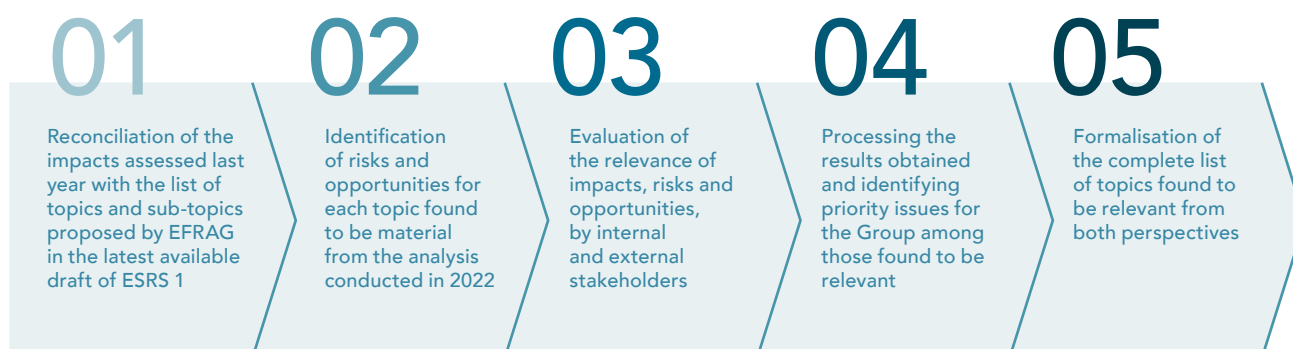 01
Reconciliation of the
impacts assessed last
year with the list of
topics and sub-topics
proposed by EFRAG
in the latest available
draft of ESRS 1
02
Identification
of risks and
opportunities for
each topic found
to be material
from the analysis
conducted in 2022
03
Evaluation of
the relevance of
impacts, risks and
opportunities,
by internal
and external
stakeholders
04
Processing the
results obtained
and identifying
priority issues for
the Group among
those found to be
relevant
05
Formalisation of
the complete list
of topics found to
be relevant from
both perspectives